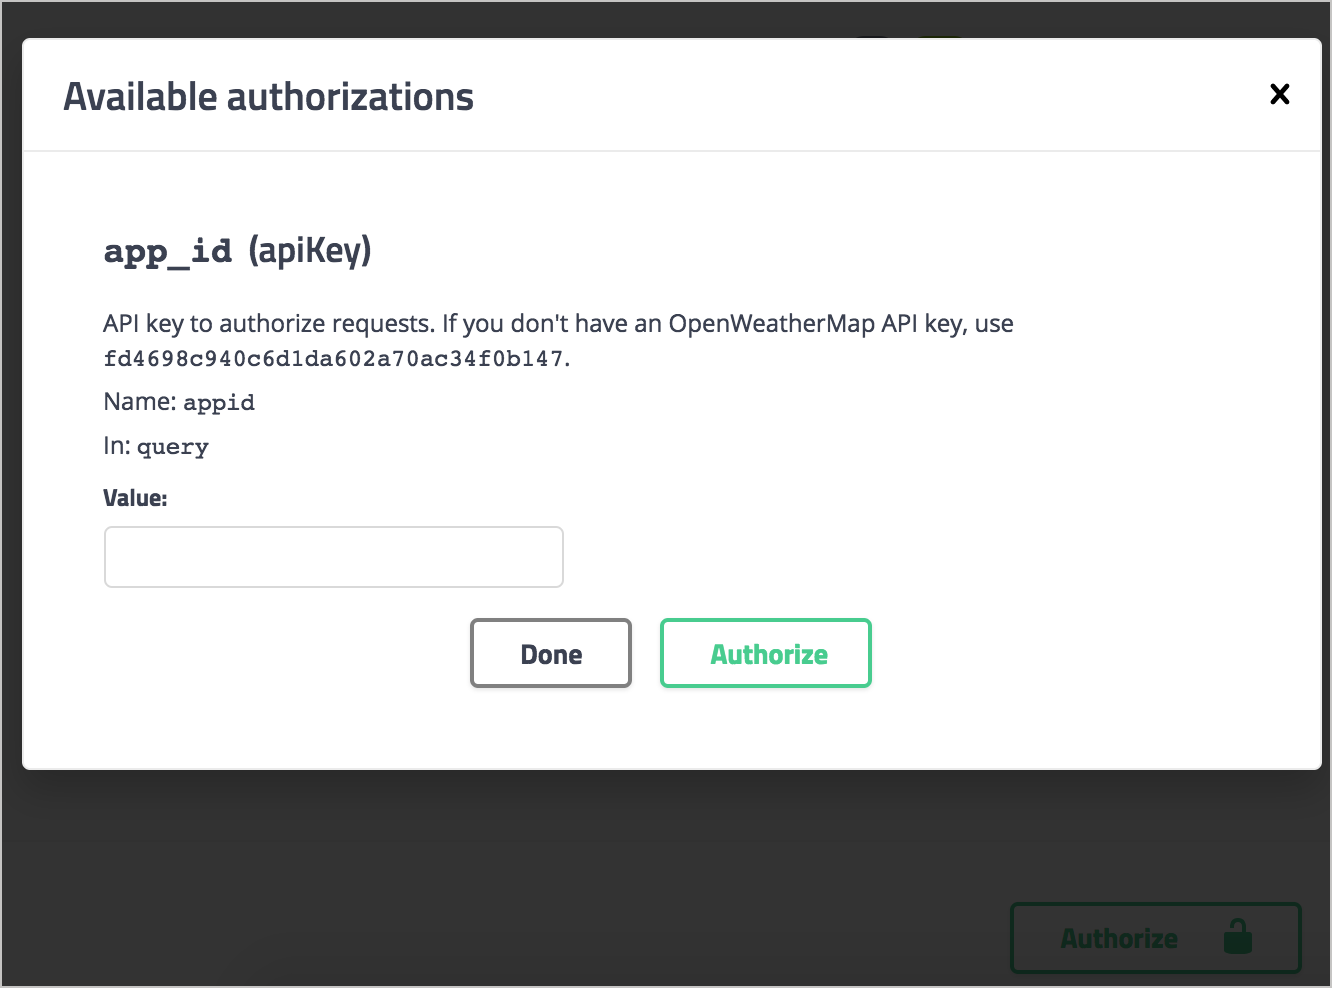 Available authorizations
app_id (apiKey)
API key to authorize requests. If you don't have an OpenWeatherMap API key, use
fd4698c940c6d1da602a70ac34f0b147.
Name: appid
In: query
Value:
Done Authorize
Authorize